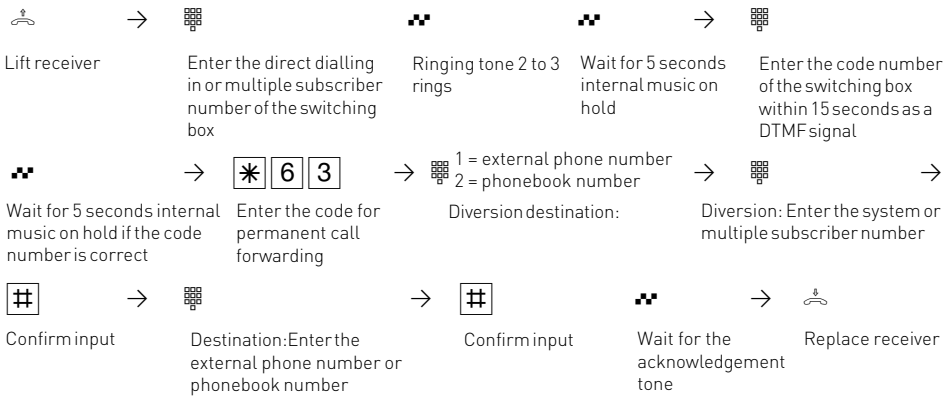 Lift receiver
Enter the direct dialling
in or multiple subscriber
number of the switching
box
Ringing tone 2 to 3
rings
Wait for 5 seconds
internal music on
hold
Enter the code number
of the switching box
within 15 seconds as a
DTMF signal
Wait for 5 seconds internal
music on hold if the code
number is correct
* 6 3
Enter the code for
permanent call
forwarding
1 = external phone number
2 = phonebook number
Diversion destination:
Diversion: Enter the system or
multiple subscriber number
#
Confirm input
Destination:Enter the
external phone number or
phonebook number
#
Confirm input
Wait for the
acknowledgement
tone
Replace receiver